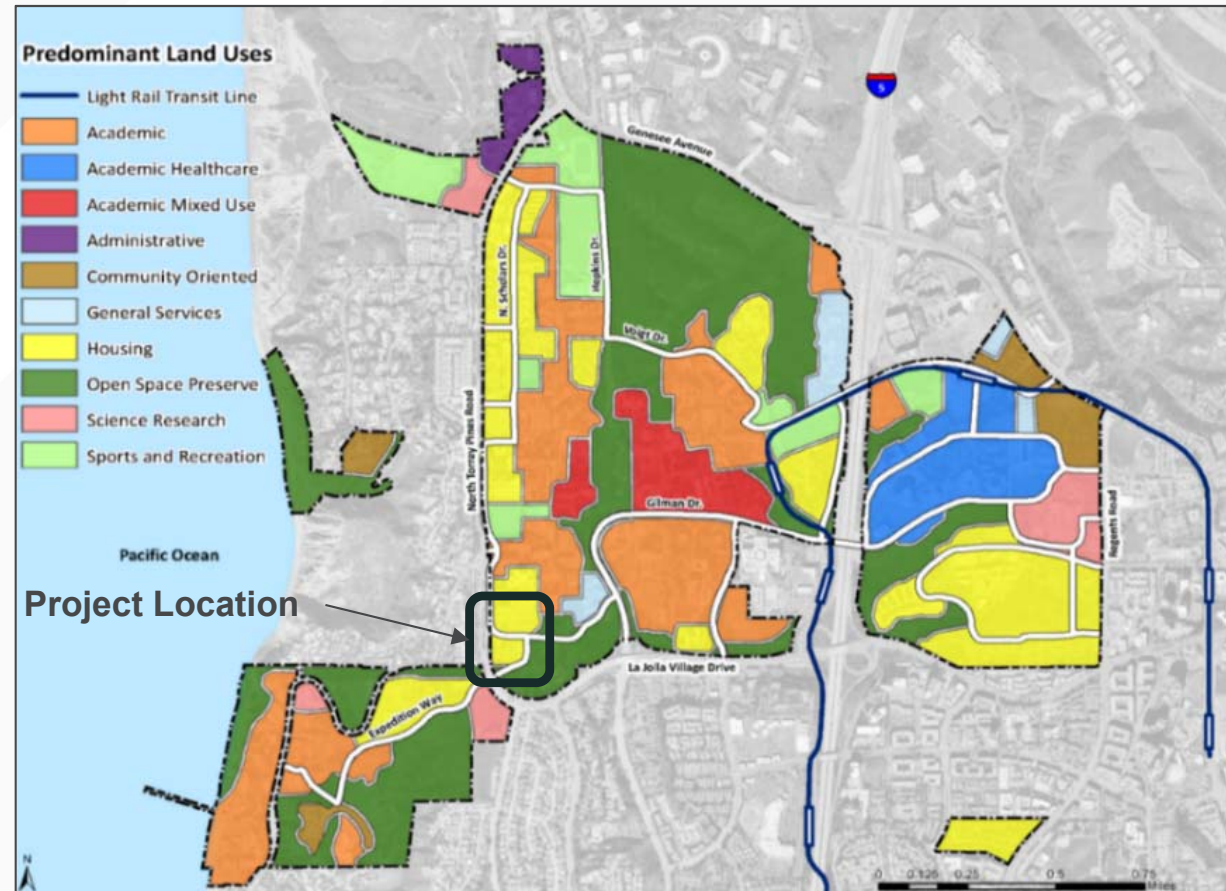 Predominant Land Uses
Light Rail Transit Line
Academic
Academic Healthcare
Academic Mixed Use
Administrative
Community Oriented
General Services
Housing
Open Space Preserve
Science Research
Sports and Recreation
Pacific Ocean
Project Location
5
Genesee Avenue
N. Scholars Dr.
Hopkins Dr.
Voigt Dr.
North Torrey Pines Road
Gilman Dr.
Regents Road
La Jolla Village Drive
Expedition Way
N
0 0.125 0.25 0.5 0.75
Miles